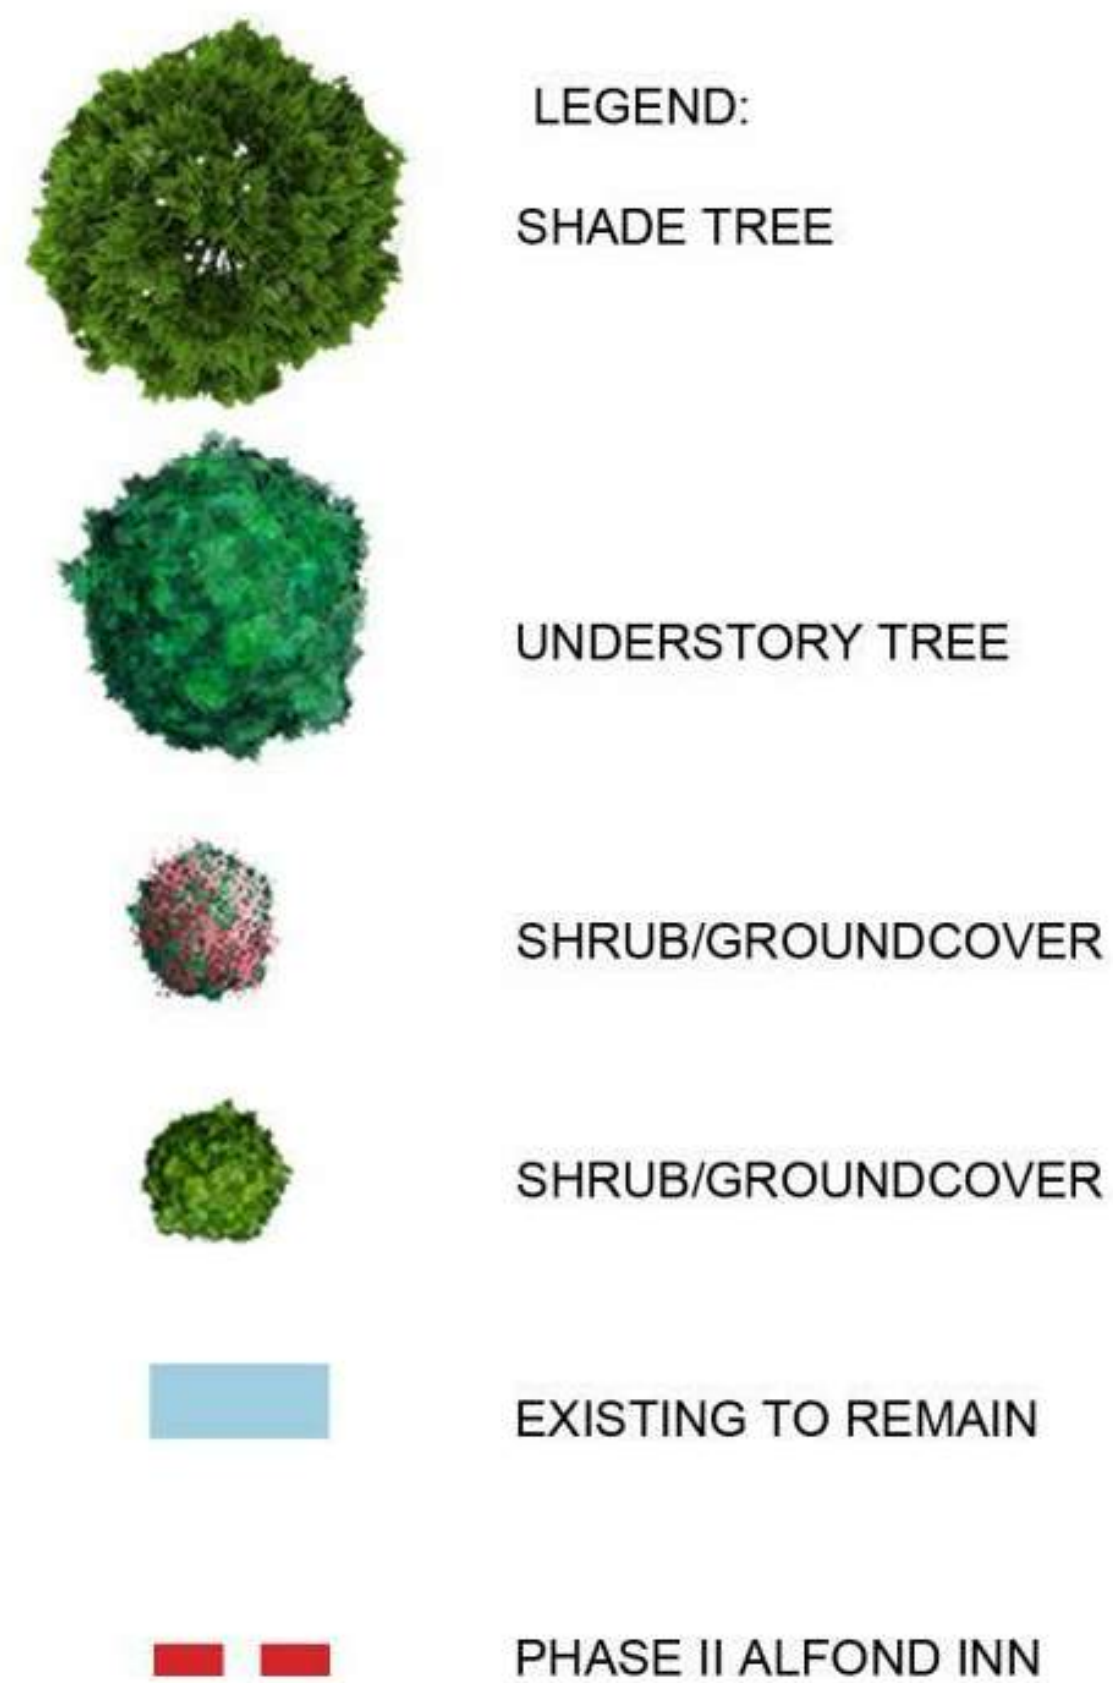 LEGEND:
SHADE TREE
UNDERSTORY TREE
SHRUB/GROUNDCOVER
SHRUB/GROUNDCOVER
EXISTING TO REMAIN
PHASE II ALFOND INN